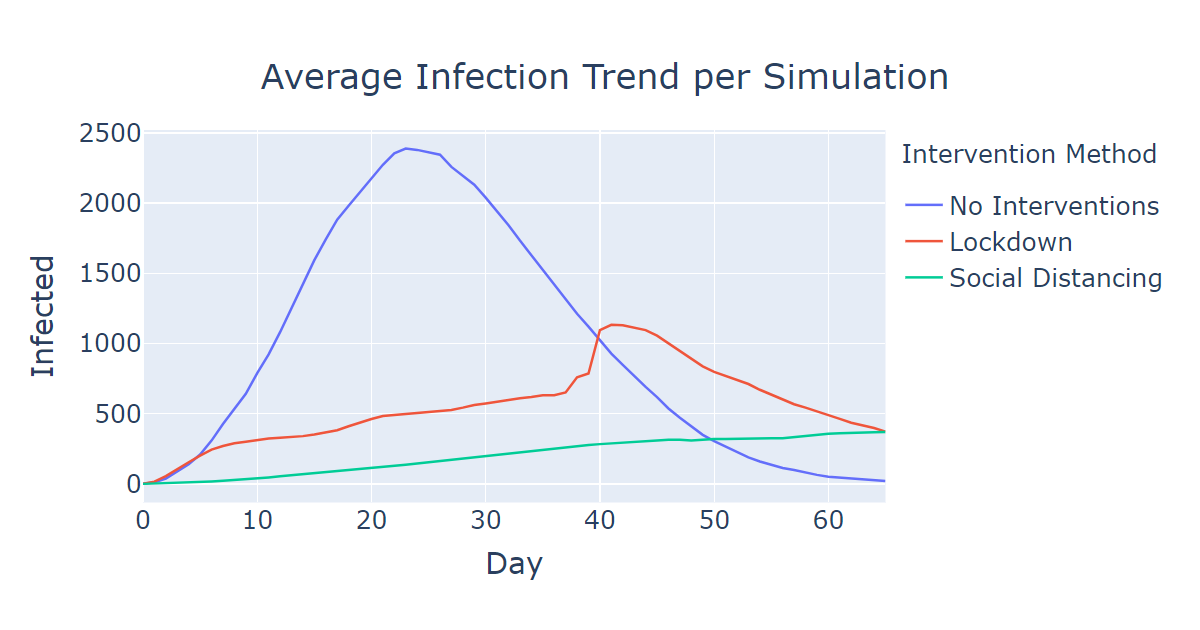 Average Infection Trend per Simulation
Infected
2500
2000
1500
1000
500
0
0 10 20 30 40 50 60
Day
Intervention Method
No Interventions
Lockdown
Social Distancing